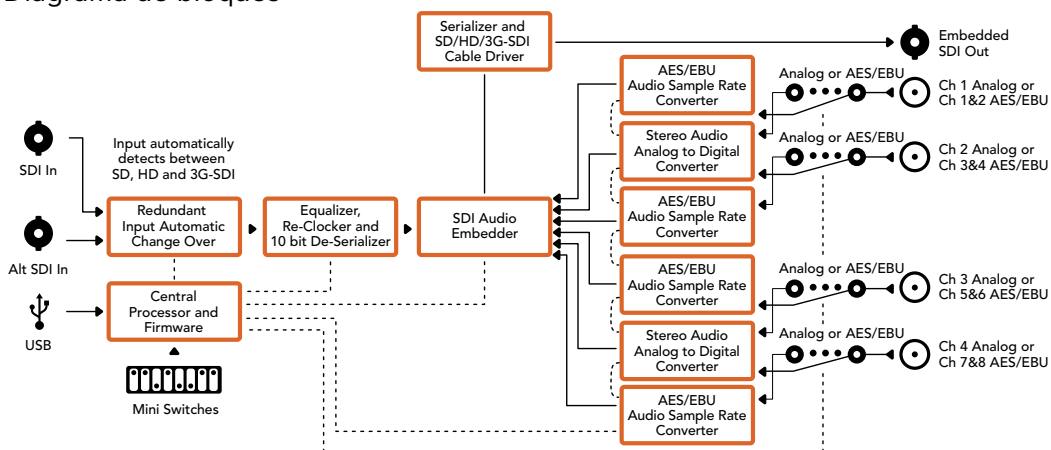 Diagrama de bloques
Serializer and
SD/HD/3G-SDI
Cable Driver
Embedded
SDI Out
AES/EBU
Audio Sample Rate
Converter
Analog or AES/EBU
Ch 1 Analog or
Ch 1&2 AES/EBU
SDI In
Input automatically
detects between
SD, HD and 3G-SDI
Stereo Audio
Analog to Digital
Converter
Analog or AES/EBU
Ch 2 Analog or
Ch 3&4 AES/EBU
Alt SDI In
Redundant
Input Automatic
Change Over
Equalizer,
Re-Clocker and
10 bit De-Serializer
SDI Audio
Embedder
AES/EBU
Audio Sample Rate
Converter
USB
Central
Processor and
Firmware
AES/EBU
Audio Sample Rate
Converter
Analog or AES/EBU
Ch 3 Analog or
Ch 5&6 AES/EBU
Stereo Audio
Analog to Digital
Converter
Analog or AES/EBU
Ch 4 Analog or
Ch 7&8 AES/EBU
Mini Switches
AES/EBU
Audio Sample Rate
Converter